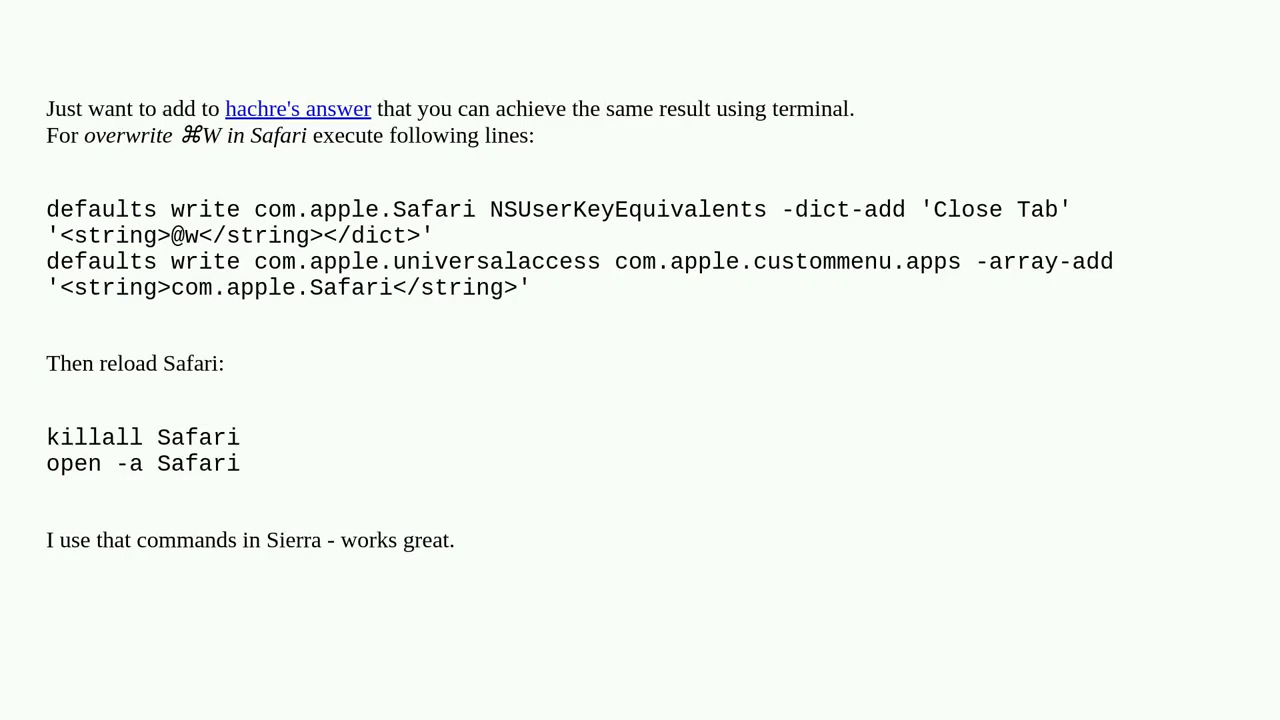 Just want to add to hachre's answer that you can achieve the same result using terminal.
For overwrite ⌘W in Safari execute following lines:
defaults write com.apple.Safari NSUserKeyEquivalents -dict-add 'Close Tab'
'<string>@w</string></dict>'
defaults write com.apple.universalaccess com.apple.custommenu.apps -array-add
'<string>com.apple.Safari</string>'
Then reload Safari:
killall Safari
open -a Safari
I use that commands in Sierra - works great.